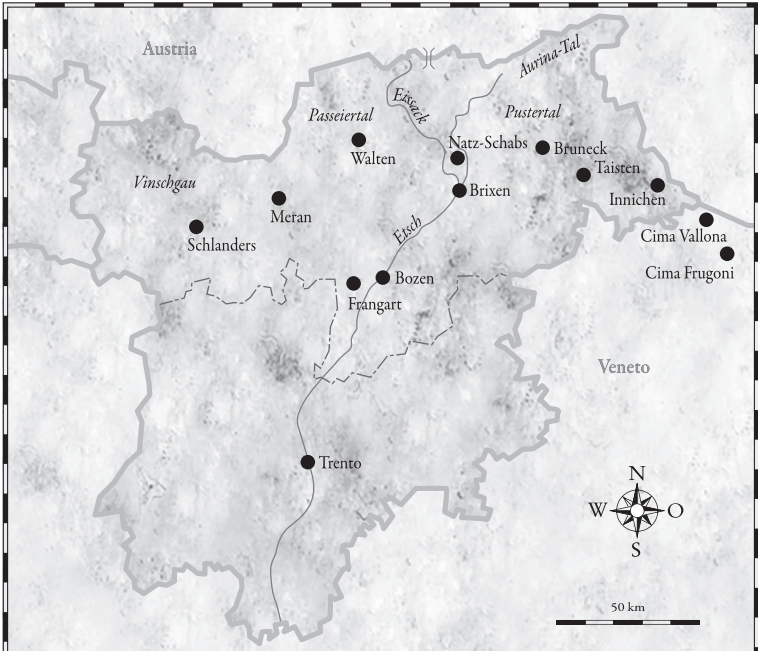 Austria
Aurina-Tal
Eisack
Passeiertal
Pustertal
Walten
Natz-Schabs
Bruneck
Taisten
Vinschgau
Brixen
Innichen
Meran
Schlanders
Etsch
Cima Vallona
Cima Frugoni
Bozen
Frangart
Veneto
Trento
N
W
O
S
50 km